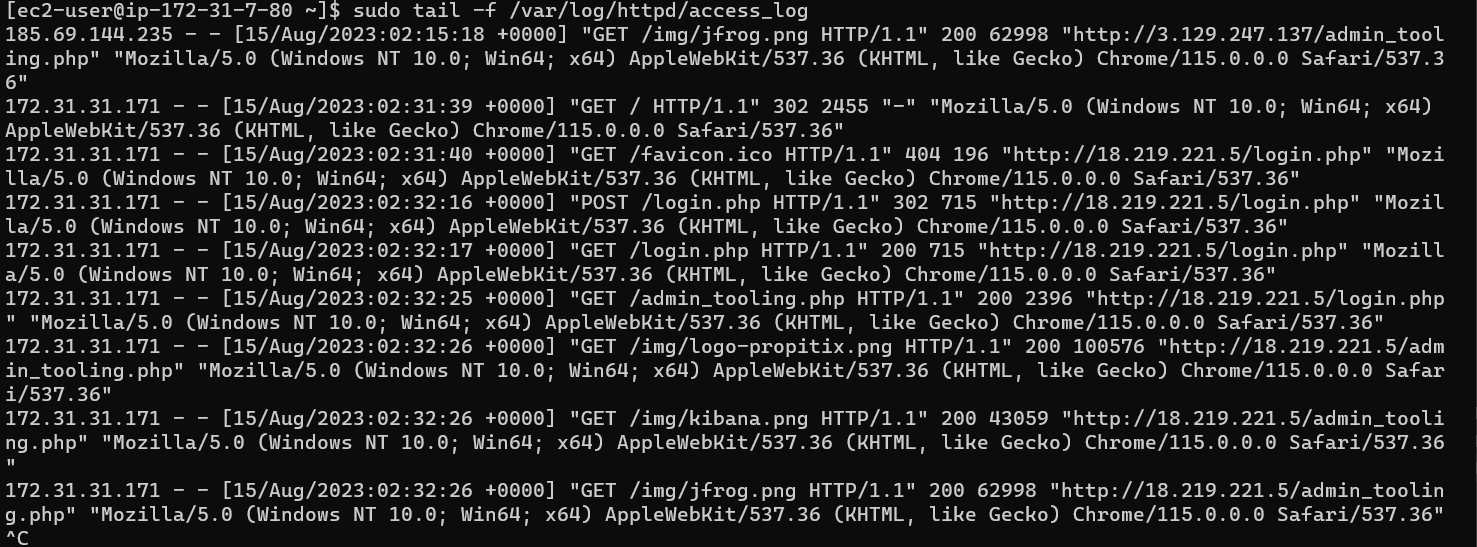 [ec2-user@ip-172-31-7-80 ~]$ sudo tail -f /var/log/httpd/access_log
185.69.144.235 - - [15/Aug/2023:02:15:18 +0000] "GET /img/jfrog.png HTTP/1.1" 200 62998 "http://3.129.247.137/admin_tool
ing.php" "Mozilla/5.0 (Windows NT 10.0; Win64; x64) AppleWebKit/537.36 (KHTML, like Gecko) Chrome/115.0.0.0 Safari/537.3
6"
172.31.31.171 - - [15/Aug/2023:02:31:39 +0000] "GET / HTTP/1.1" 302 2455 "-" "Mozilla/5.0 (Windows NT 10.0; Win64; x64)
AppleWebKit/537.36 (KHTML, like Gecko) Chrome/115.0.0.0 Safari/537.36"
172.31.31.171 - - [15/Aug/2023:02:31:40 +0000] "GET /favicon.ico HTTP/1.1" 404 196 "http://18.219.221.5/login.php" "Mozi
lla/5.0 (Windows NT 10.0; Win64; x64) AppleWebKit/537.36 (KHTML, like Gecko) Chrome/115.0.0.0 Safari/537.36"
172.31.31.171 - - [15/Aug/2023:02:32:16 +0000] "POST /login.php HTTP/1.1" 302 715 "http://18.219.221.5/login.php" "Mozil
la/5.0 (Windows NT 10.0; Win64; x64) AppleWebKit/537.36 (KHTML, like Gecko) Chrome/115.0.0.0 Safari/537.36"
172.31.31.171 - - [15/Aug/2023:02:32:17 +0000] "GET /login.php HTTP/1.1" 200 715 "http://18.219.221.5/login.php" "Mozill
a/5.0 (Windows NT 10.0; Win64; x64) AppleWebKit/537.36 (KHTML, like Gecko) Chrome/115.0.0.0 Safari/537.36"
172.31.31.171 - - [15/Aug/2023:02:32:25 +0000] "GET /admin_tooling.php HTTP/1.1" 200 2396 "http://18.219.221.5/login.php
" "Mozilla/5.0 (Windows NT 10.0; Win64; x64) AppleWebKit/537.36 (KHTML, like Gecko) Chrome/115.0.0.0 Safari/537.36"
172.31.31.171 - - [15/Aug/2023:02:32:26 +0000] "GET /img/logo-propitix.png HTTP/1.1" 200 100576 "http://18.219.221.5/adm
in_tooling.php" "Mozilla/5.0 (Windows NT 10.0; Win64; x64) AppleWebKit/537.36 (KHTML, like Gecko) Chrome/115.0.0.0 Safar
i/537.36"
172.31.31.171 - - [15/Aug/2023:02:32:26 +0000] "GET /img/kibana.png HTTP/1.1" 200 43059 "http://18.219.221.5/admin_tooli
ng.php" "Mozilla/5.0 (Windows NT 10.0; Win64; x64) AppleWebKit/537.36 (KHTML, like Gecko) Chrome/115.0.0.0 Safari/537.36
"
172.31.31.171 - - [15/Aug/2023:02:32:26 +0000] "GET /img/jfrog.png HTTP/1.1" 200 62998 "http://18.219.221.5/admin_toolin
g.php" "Mozilla/5.0 (Windows NT 10.0; Win64; x64) AppleWebKit/537.36 (KHTML, like Gecko) Chrome/115.0.0.0 Safari/537.36"
^C